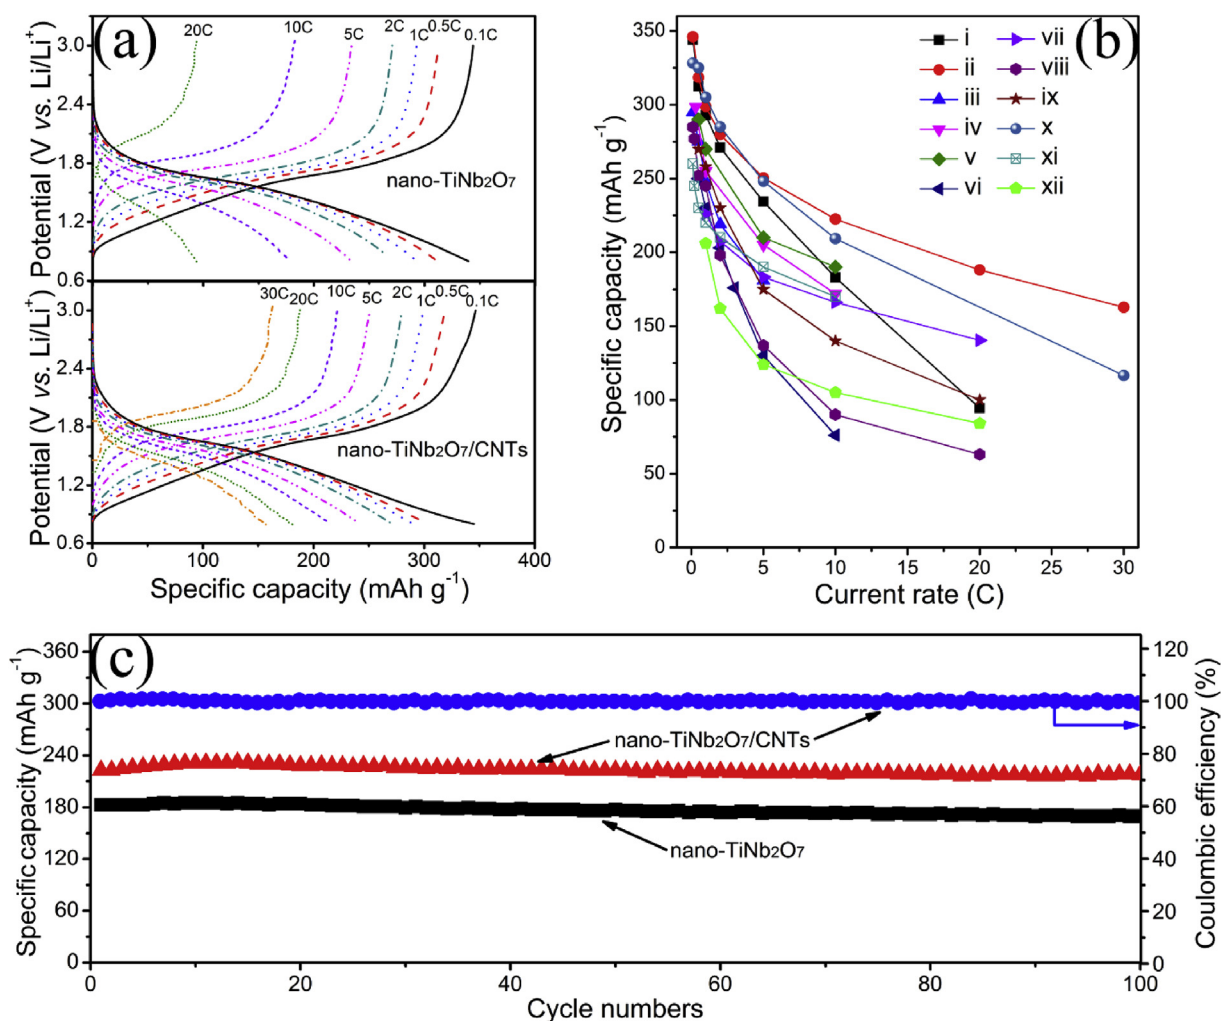 (a)
20C 10C 5C 2C 1C 0.5C 0.1C
3.0
2.4
1.8
1.2
0.6
Potential (V vs. Li/Li+)
nano-TiNb2O7
30C 20C 10C 5C 2C 1C 0.5C 0.1C
3.0
2.4
1.8
1.2
0.6
Potential (V vs. Li/Li+)
nano-TiNb2O7/CNTs
0 100 200 300 400
Specific capacity (mAh g-1)
(b)
350
300
250
200
150
100
50
0
Specific capacity (mAh g-1)
i vii
ii viii
iii ix
iv x
v xi
vi xii
0 5 10 15 20 25 30
Current rate (C)
(c)
360
300
240
180
120
60
0
Specific capacity (mAh g-1)
nano-TiNb2O7/CNTs
nano-TiNb2O7
120
100
80
60
40
20
0
Coulombic efficiency (%)
0 20 40 60 80 100
Cycle numbers